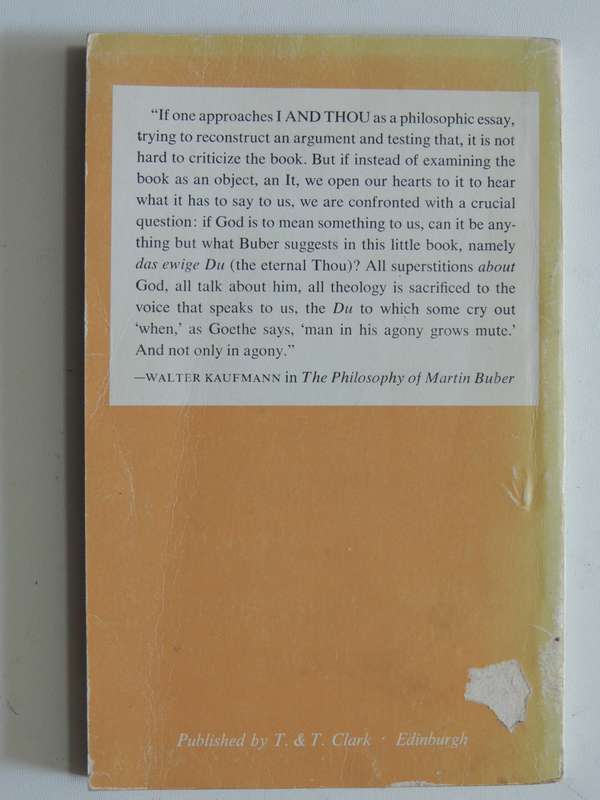 “If one approaches I AND THOU as a philosophic essay,
trying to reconstruct an argument and testing that, it is not
hard to criticize the book. But if instead of examining the
book as an object, an It, we open our hearts to it to hear
what it has to say to us, we are confronted with a crucial
question: if God is to mean something to us, can it be any-
thing but what Buber suggests in this little book, namely
das ewige Du (the eternal Thou)? All superstitions about
God, all talk about him, all theology is sacrificed to the
voice that speaks to us, the Du to which some cry out
‘when,’ as Goethe says, ‘man in his agony grows mute.’
And not only in agony.”
—WALTER KAUFMANN in The Philosophy of Martin Buber
Published by T. & T. Clark · Edinburgh